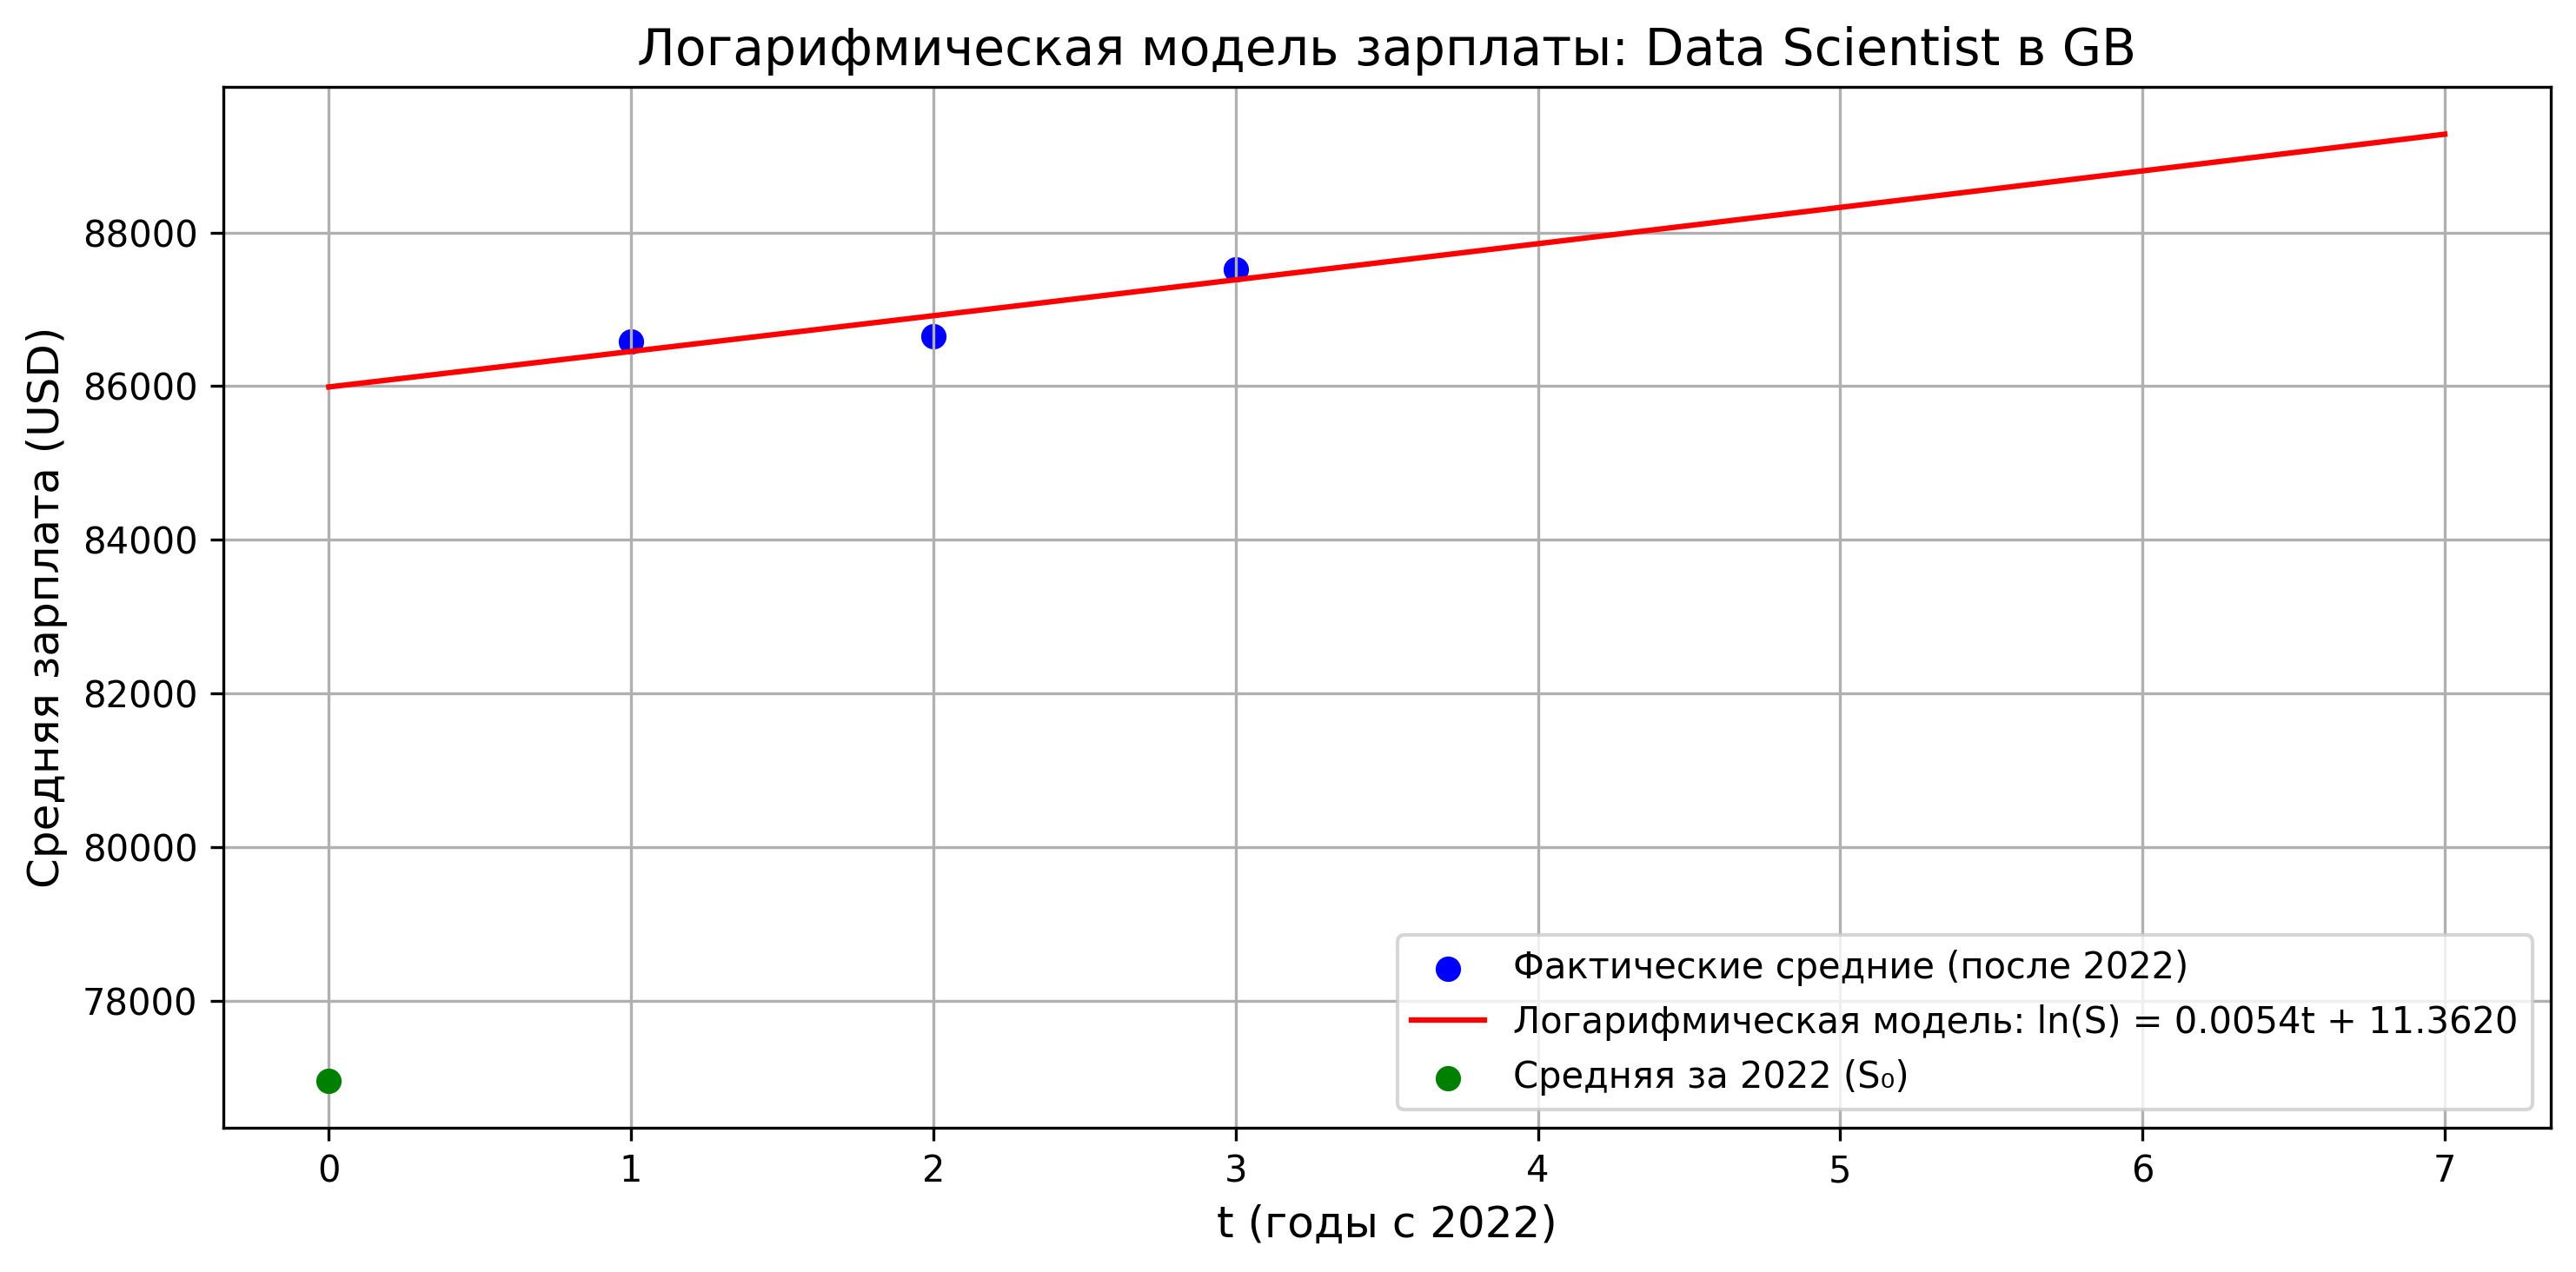 Логарифмическая модель зарплаты: Data Scientist в GB
Средняя зарплата (USD)
88000
86000
84000
82000
80000
78000
Фактические средние (после 2022)
Логарифмическая модель: ln(S) = 0.0054t + 11.3620
Средняя за 2022 (S₀)
0 1 2 3 4 5 6 7
t (годы с 2022)